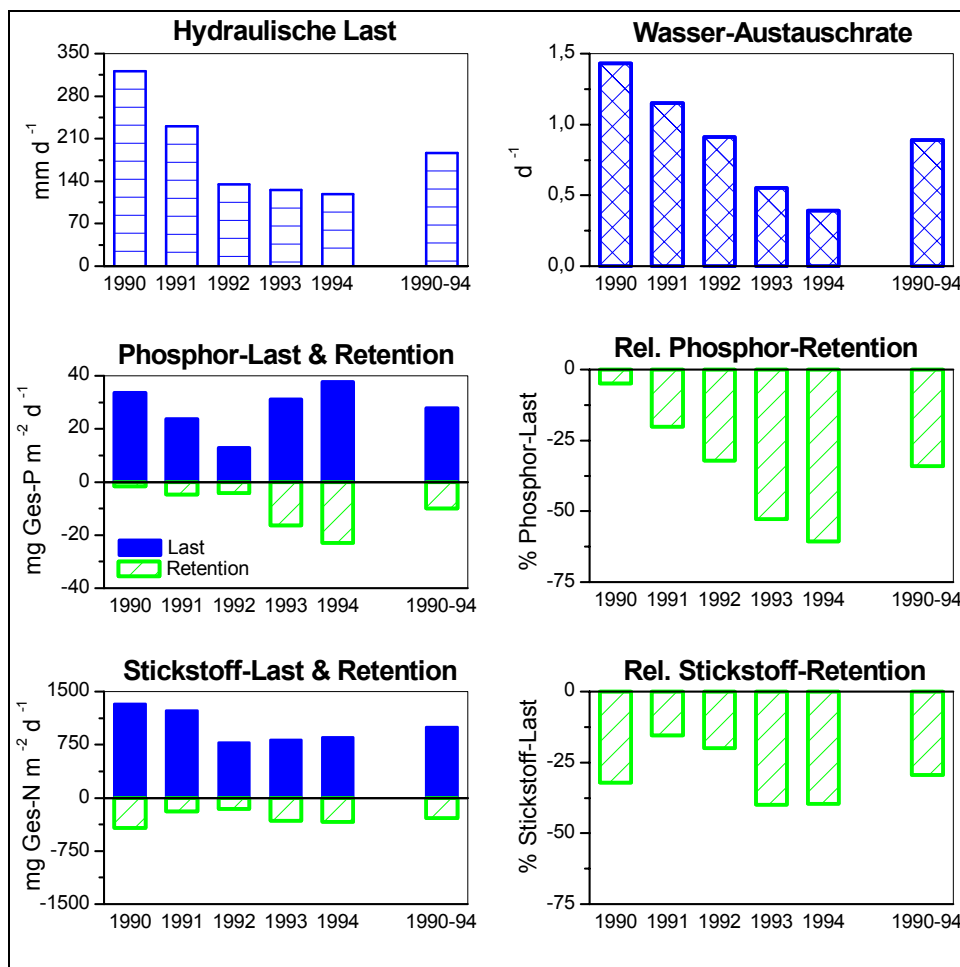 Hydraulische Last
mm d -1
350
280
210
140
70
0
1990 1991 1992 1993 1994 1990-94
Wasser-Austauschrate
d -1
1,5
1,0
0,5
0,0
1990 1991 1992 1993 1994 1990-94
Phosphor-Last & Retention
mg Ges-P m -2 d -1
40
20
0
-20
-40
Last
Retention
1990 1991 1992 1993 1994 1990-94
Rel. Phosphor-Retention
% Phosphor-Last
0
-25
-50
-75
1990 1991 1992 1993 1994 1990-94
Stickstoff-Last & Retention
mg Ges-N m -2 d -1
1500
750
0
-750
-1500
1990 1991 1992 1993 1994 1990-94
Rel. Stickstoff-Retention
% Stickstoff-Last
0
-25
-50
-75
1990 1991 1992 1993 1994 1990-94